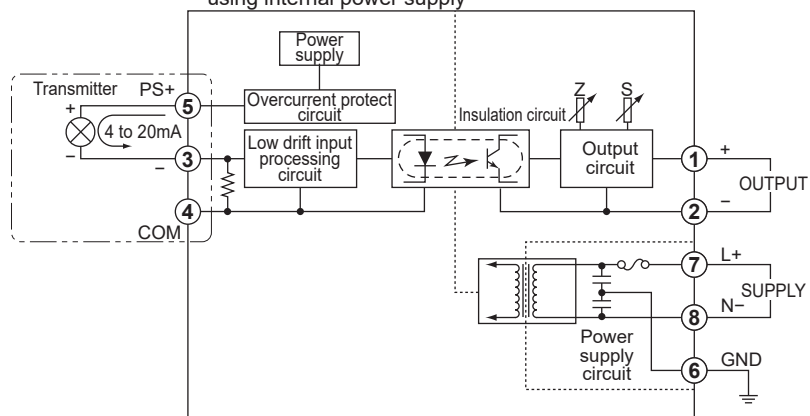 using internal power supply
Power
supply
Transmitter
PS+
+
5
4 to 20mA
Overcurrent protect
circuit
−
3
−
Low drift input
processing
circuit
4
COM
Insulation circuit
Z
S
Output
circuit
1
+
OUTPUT
2
−
7
L+
SUPPLY
8
N−
Power
supply
circuit
6
GND